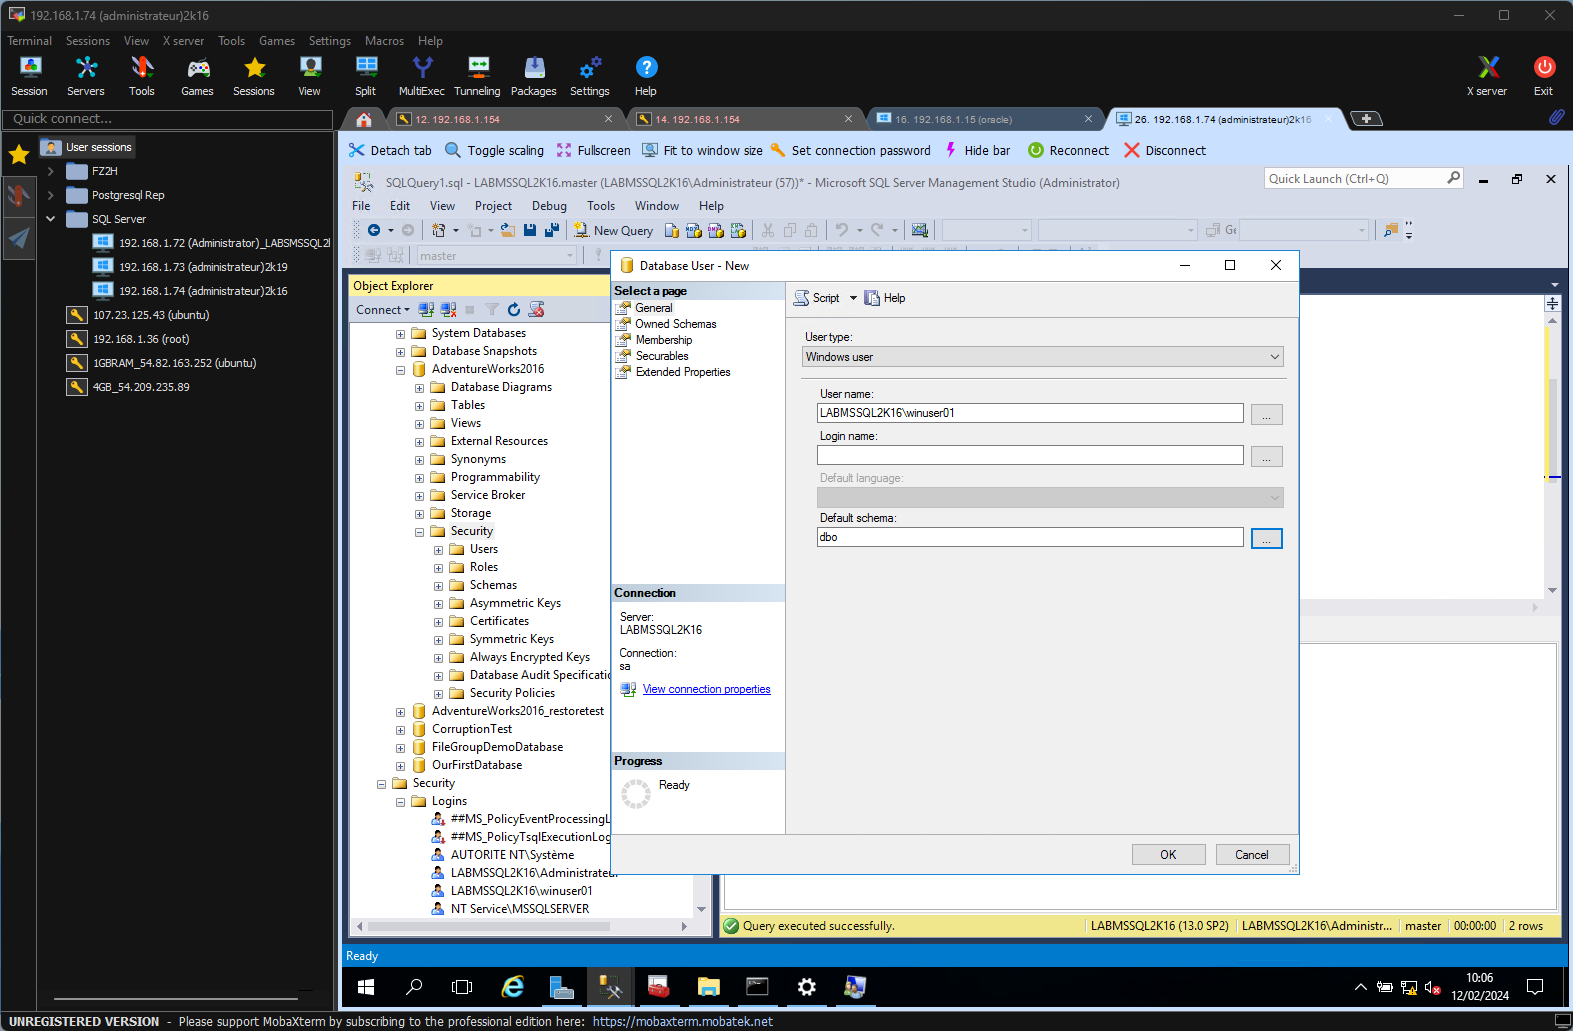 192.168.1.74 (administrateur)2k16
Terminal Sessions View X server Tools Games Settings Macros Help
Session Servers Tools Games Sessions View Split MultiExec Tunneling Packages Settings Help X server Exit
Quick connect...
12. 192.168.1.154
14. 192.168.1.154
16. 192.168.1.15 (oracle)
26. 192.168.1.74 (administrateur)2k16
User sessions
FZ2H
Postgresql Rep
SQL Server
192.168.1.72 (Administrator)_LABSMSSQL2
192.168.1.73 (administrateur)2k19
192.168.1.74 (administrateur)2k16
107.23.125.43 (ubuntu)
192.168.1.36 (root)
1GBRAM_54.82.163.252 (ubuntu)
4GB_54.209.235.89
Detach tab Toggle scaling Fullscreen Fit to window size Set connection password Hide bar Reconnect Disconnect
SQLQuery1.sql - LABMSSQL2K16.master (LABMSSQL2K16\Administrateur (57))* - Microsoft SQL Server Management Studio (Administrator)
Quick Launch (Ctrl+Q)
File Edit View Project Debug Tools Window Help
New Query
master
Object Explorer
Connect
System Databases
Database Snapshots
AdventureWorks2016
Database Diagrams
Tables
Views
External Resources
Synonyms
Programmability
Service Broker
Storage
Security
Users
Roles
Schemas
Asymmetric Keys
Certificates
Symmetric Keys
Always Encrypted Keys
Database Audit Specificatio
Security Policies
AdventureWorks2016_restoretest
CorruptionTest
FileGroupDemoDatabase
OurFirstDatabase
Security
Logins
##MS_PolicyEventProcessingL
##MS_PolicyTsqlExecutionLog
AUTORITE NT\Système
LABMSSQL2K16\Administrateur
LABMSSQL2K16\winuser01
NT Service\MSSQLSERVER
Database User - New
Select a page
General
Owned Schemas
Membership
Securables
Extended Properties
Connection
Server:
LABMSSQL2K16
Connection:
sa
View connection properties
Progress
Ready
Script Help
User type:
Windows user
User name:
LABMSSQL2K16\winuser01
...
Login name:
...
Default language:
Default schema:
dbo
...
OK Cancel
Query executed successfully.
LABMSSQL2K16 (13.0 SP2) LABMSSQL2K16\Administr... master 00:00:00 2 rows
Ready
10:06
12/02/2024
UNREGISTERED VERSION - Please support MobaXterm by subscribing to the professional edition here: https://mobaxterm.mobatek.net